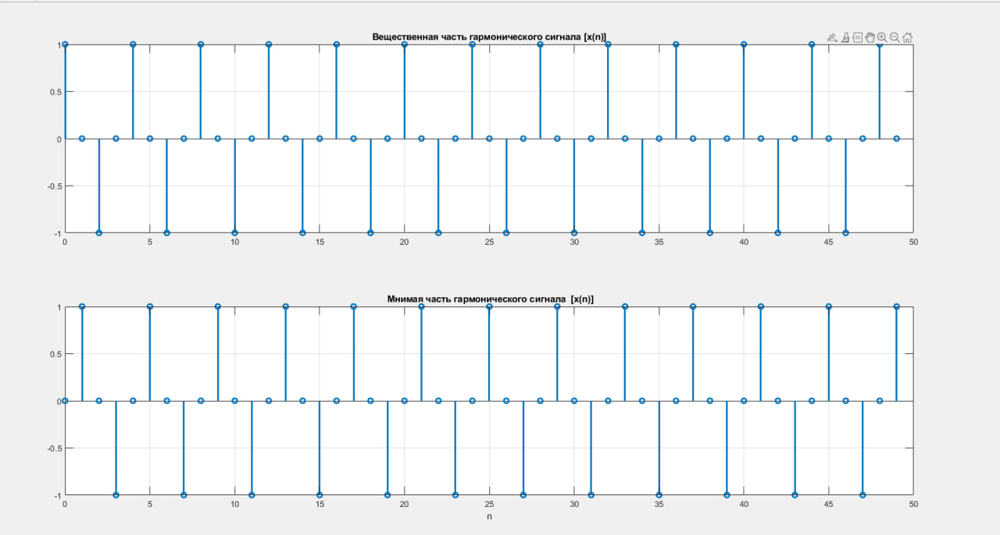 Вещественная часть гармонического сигнала [x(n)]
1
0.5
0
-0.5
-1
0 5 10 15 20 25 30 35 40 45 50
Мнимая часть гармонического сигнала [x(n)]
1
0.5
0
-0.5
-1
0 5 10 15 20 25 30 35 40 45 50
n